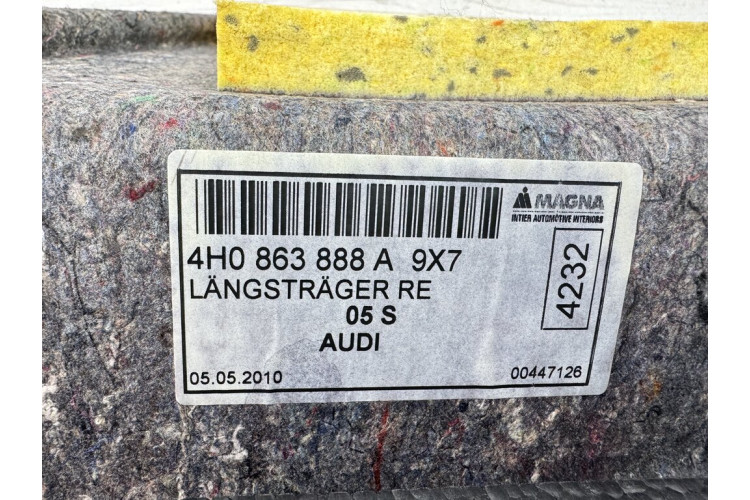 MAGNA
INTIER AUTOMOTIVE INTERIORS
4H0 863 888 A 9X7
LÄNGSTRÄGER RE
05 S
AUDI
4232
05.05.2010
00447126